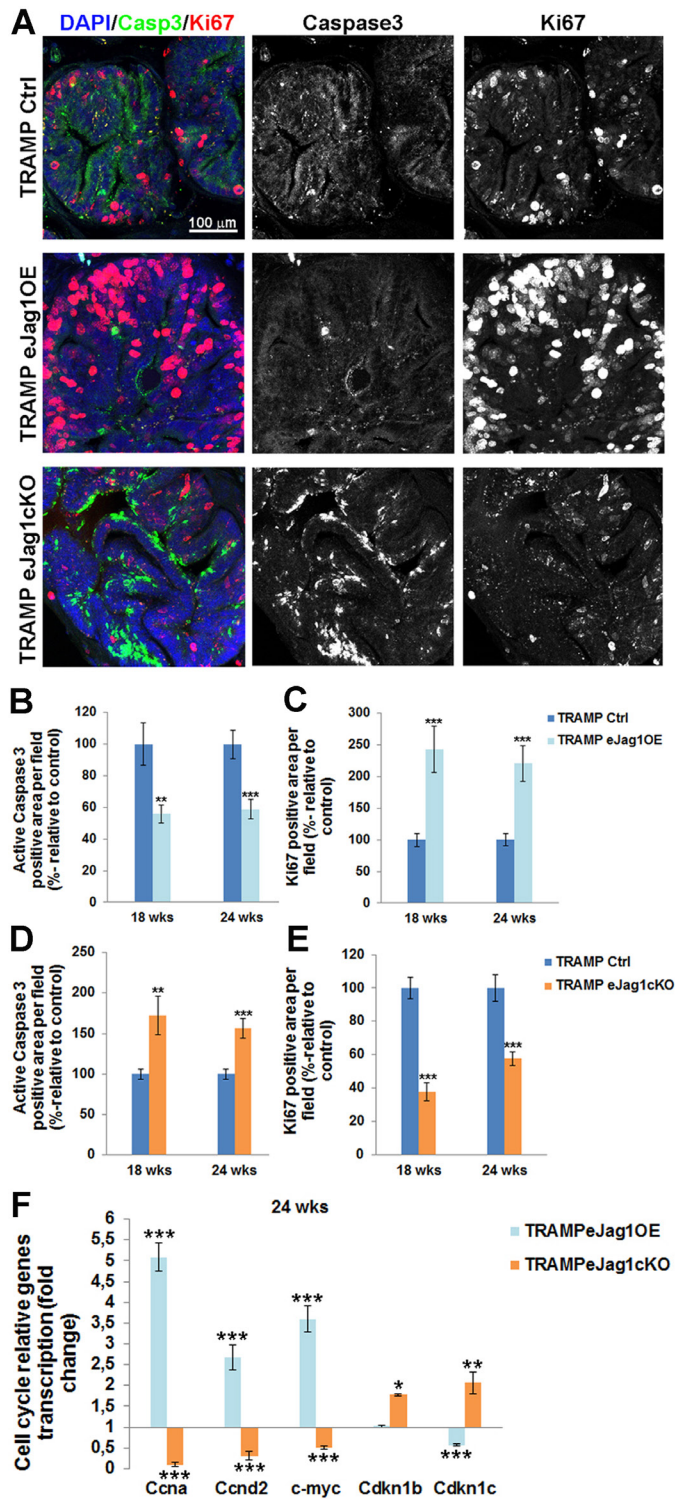 A
DAPI/Casp3/Ki67
Caspase3
Ki67
TRAMP Ctrl
100 µm
TRAMP eJag1OE
TRAMP eJag1cKO
B
Active Caspase 3
positive area per field
(%- relative to control)
120
100
80
60
40
20
0
**
***
18 wks
24 wks
C
Ki67 positive area per
field (%- relative to
control)
300
250
200
150
100
50
0
***
***
18 wks
24 wks
TRAMP Ctrl
TRAMP eJag1OE
D
Active Caspase 3
positive area per field
(%-relative to control)
200
150
100
50
0
**
***
18 wks
24 wks
E
Ki67 positive area per
field (%-relative to
control)
120
100
80
60
40
20
0
***
***
18 wks
24 wks
TRAMP Ctrl
TRAMP eJag1cKO
F
24 wks
Cell cycle relative genes
transcription (fold
change)
6
5,5
5
4,5
4
3,5
3
2,5
2
1,5
1
0,5
0
***
***
***
***
***
***
*
**
***
Ccna
Ccnd2
c-myc
Cdkn1b
Cdkn1c
TRAMPeJag1OE
TRAMPeJag1cKO